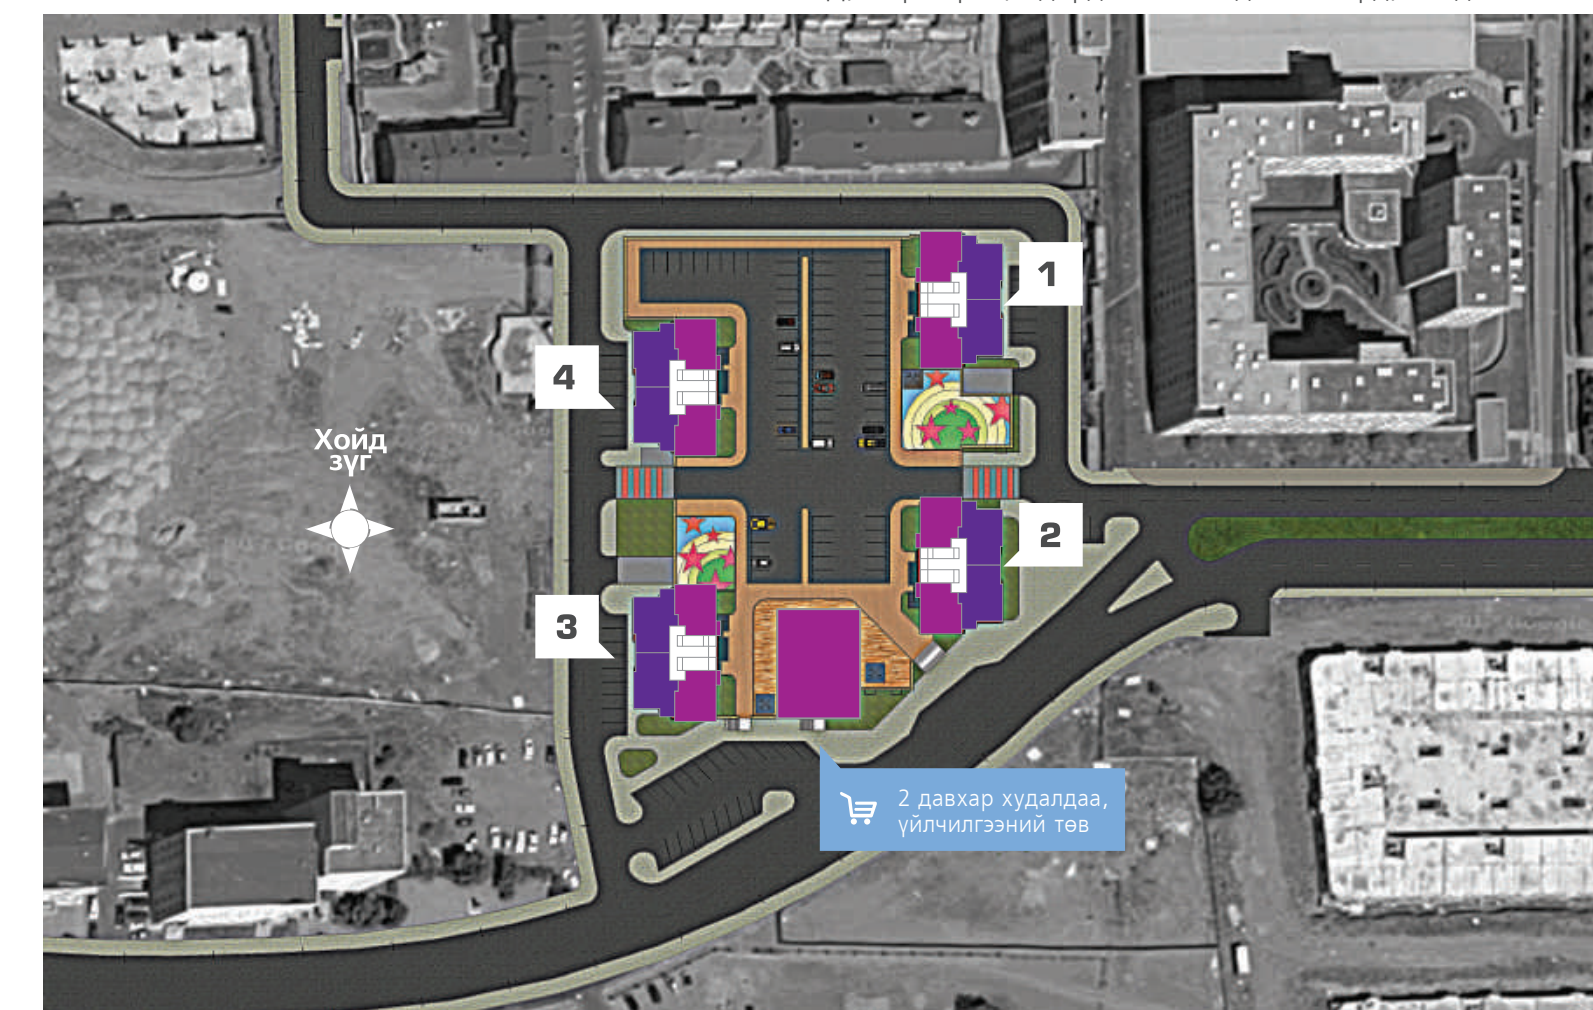 1
4
Хойд
зүг
2
3
2 давхар худалдаа,
үйлчилгээний төв